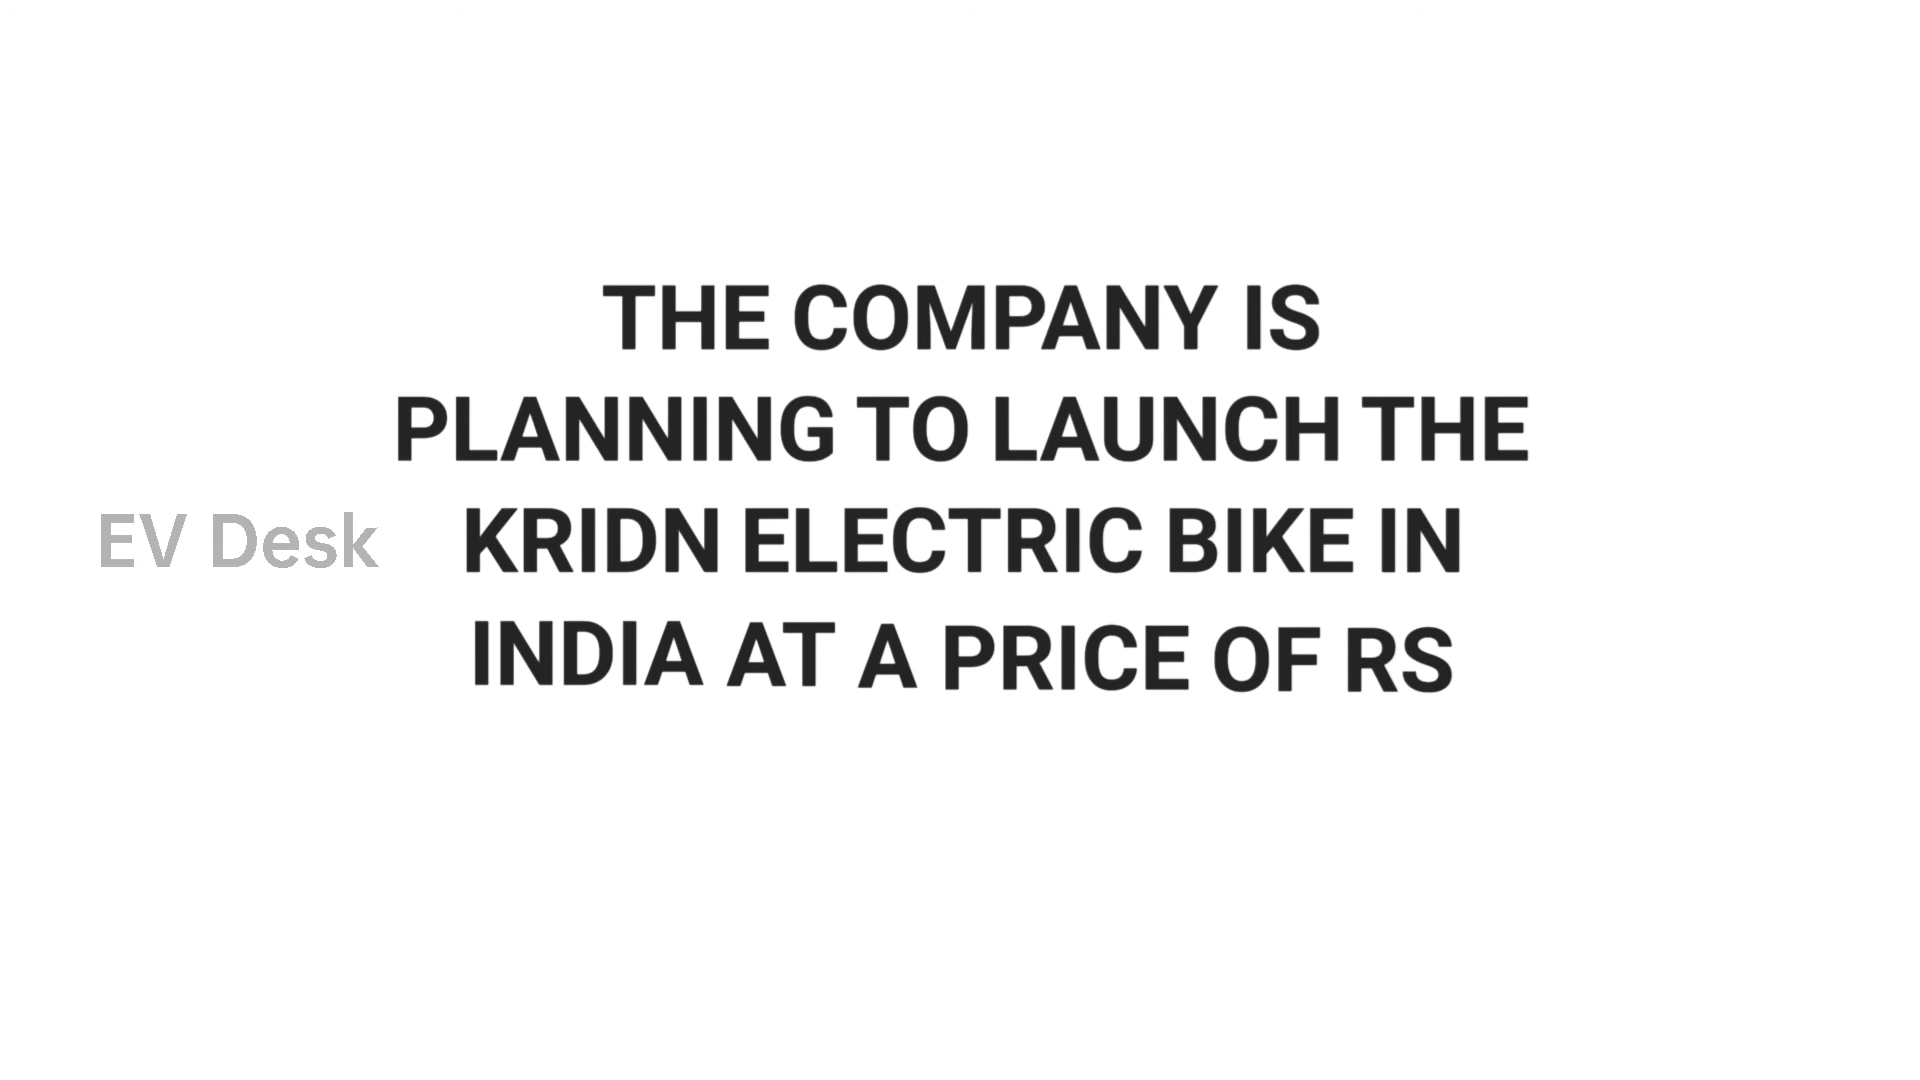 THE COMPANY IS
PLANNING TO LAUNCH THE
EV Desk
KRIDN ELECTRIC BIKE IN
INDIA AT A PRICE OF RS